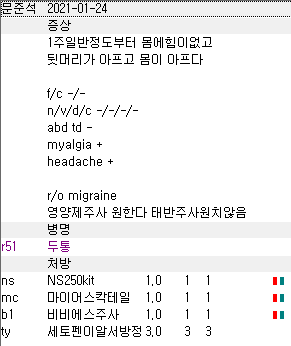 문준석 2021-01-24
증상
1주일반정도부터 몸에힘이없고
뒷머리가 아프고 몸이 아프다
f/c -/-
n/v/d/c -/-/-/-
abd td -
myalgia +
headache +
r/o migraine
영양제주사 원한다 태반주사원치않음
병명
r51 두통
처방
ns NS250kit 1.0 1 1
mc 마이어스칵테일 1.0 1 1
b1 비비에스주사 1.0 1 1
ty 세토펜이알서방정 3.0 3 3